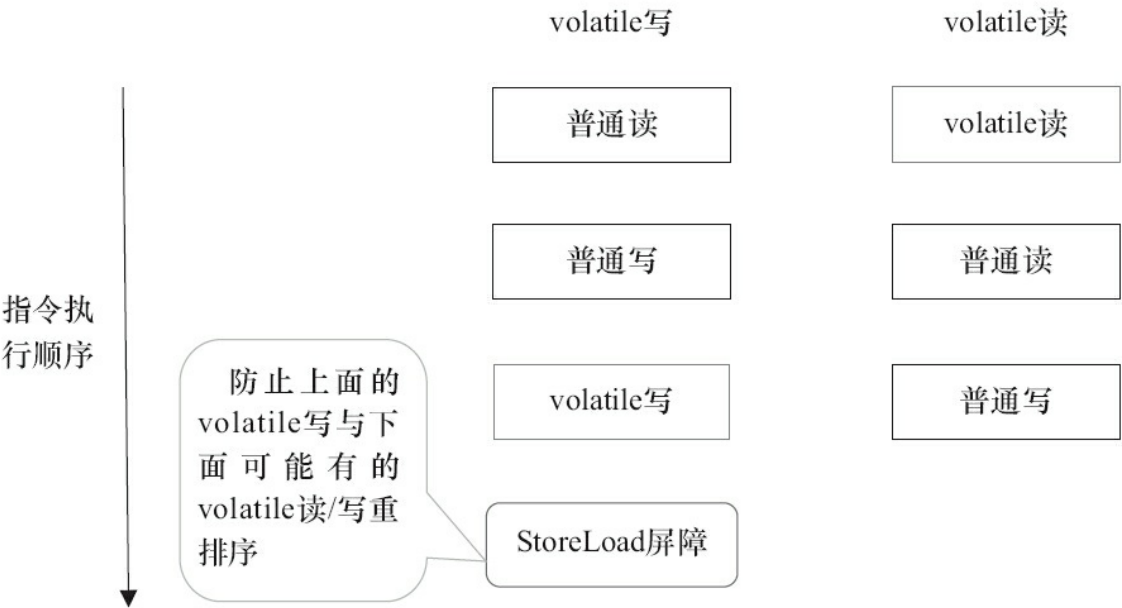 volatile写
volatile读
普通读
volatile读
普通写
普通读
指令执
行顺序
防止上面的
volatile写与下
面可能有的
volatile读/写重
排序
volatile写
普通写
StoreLoad屏障